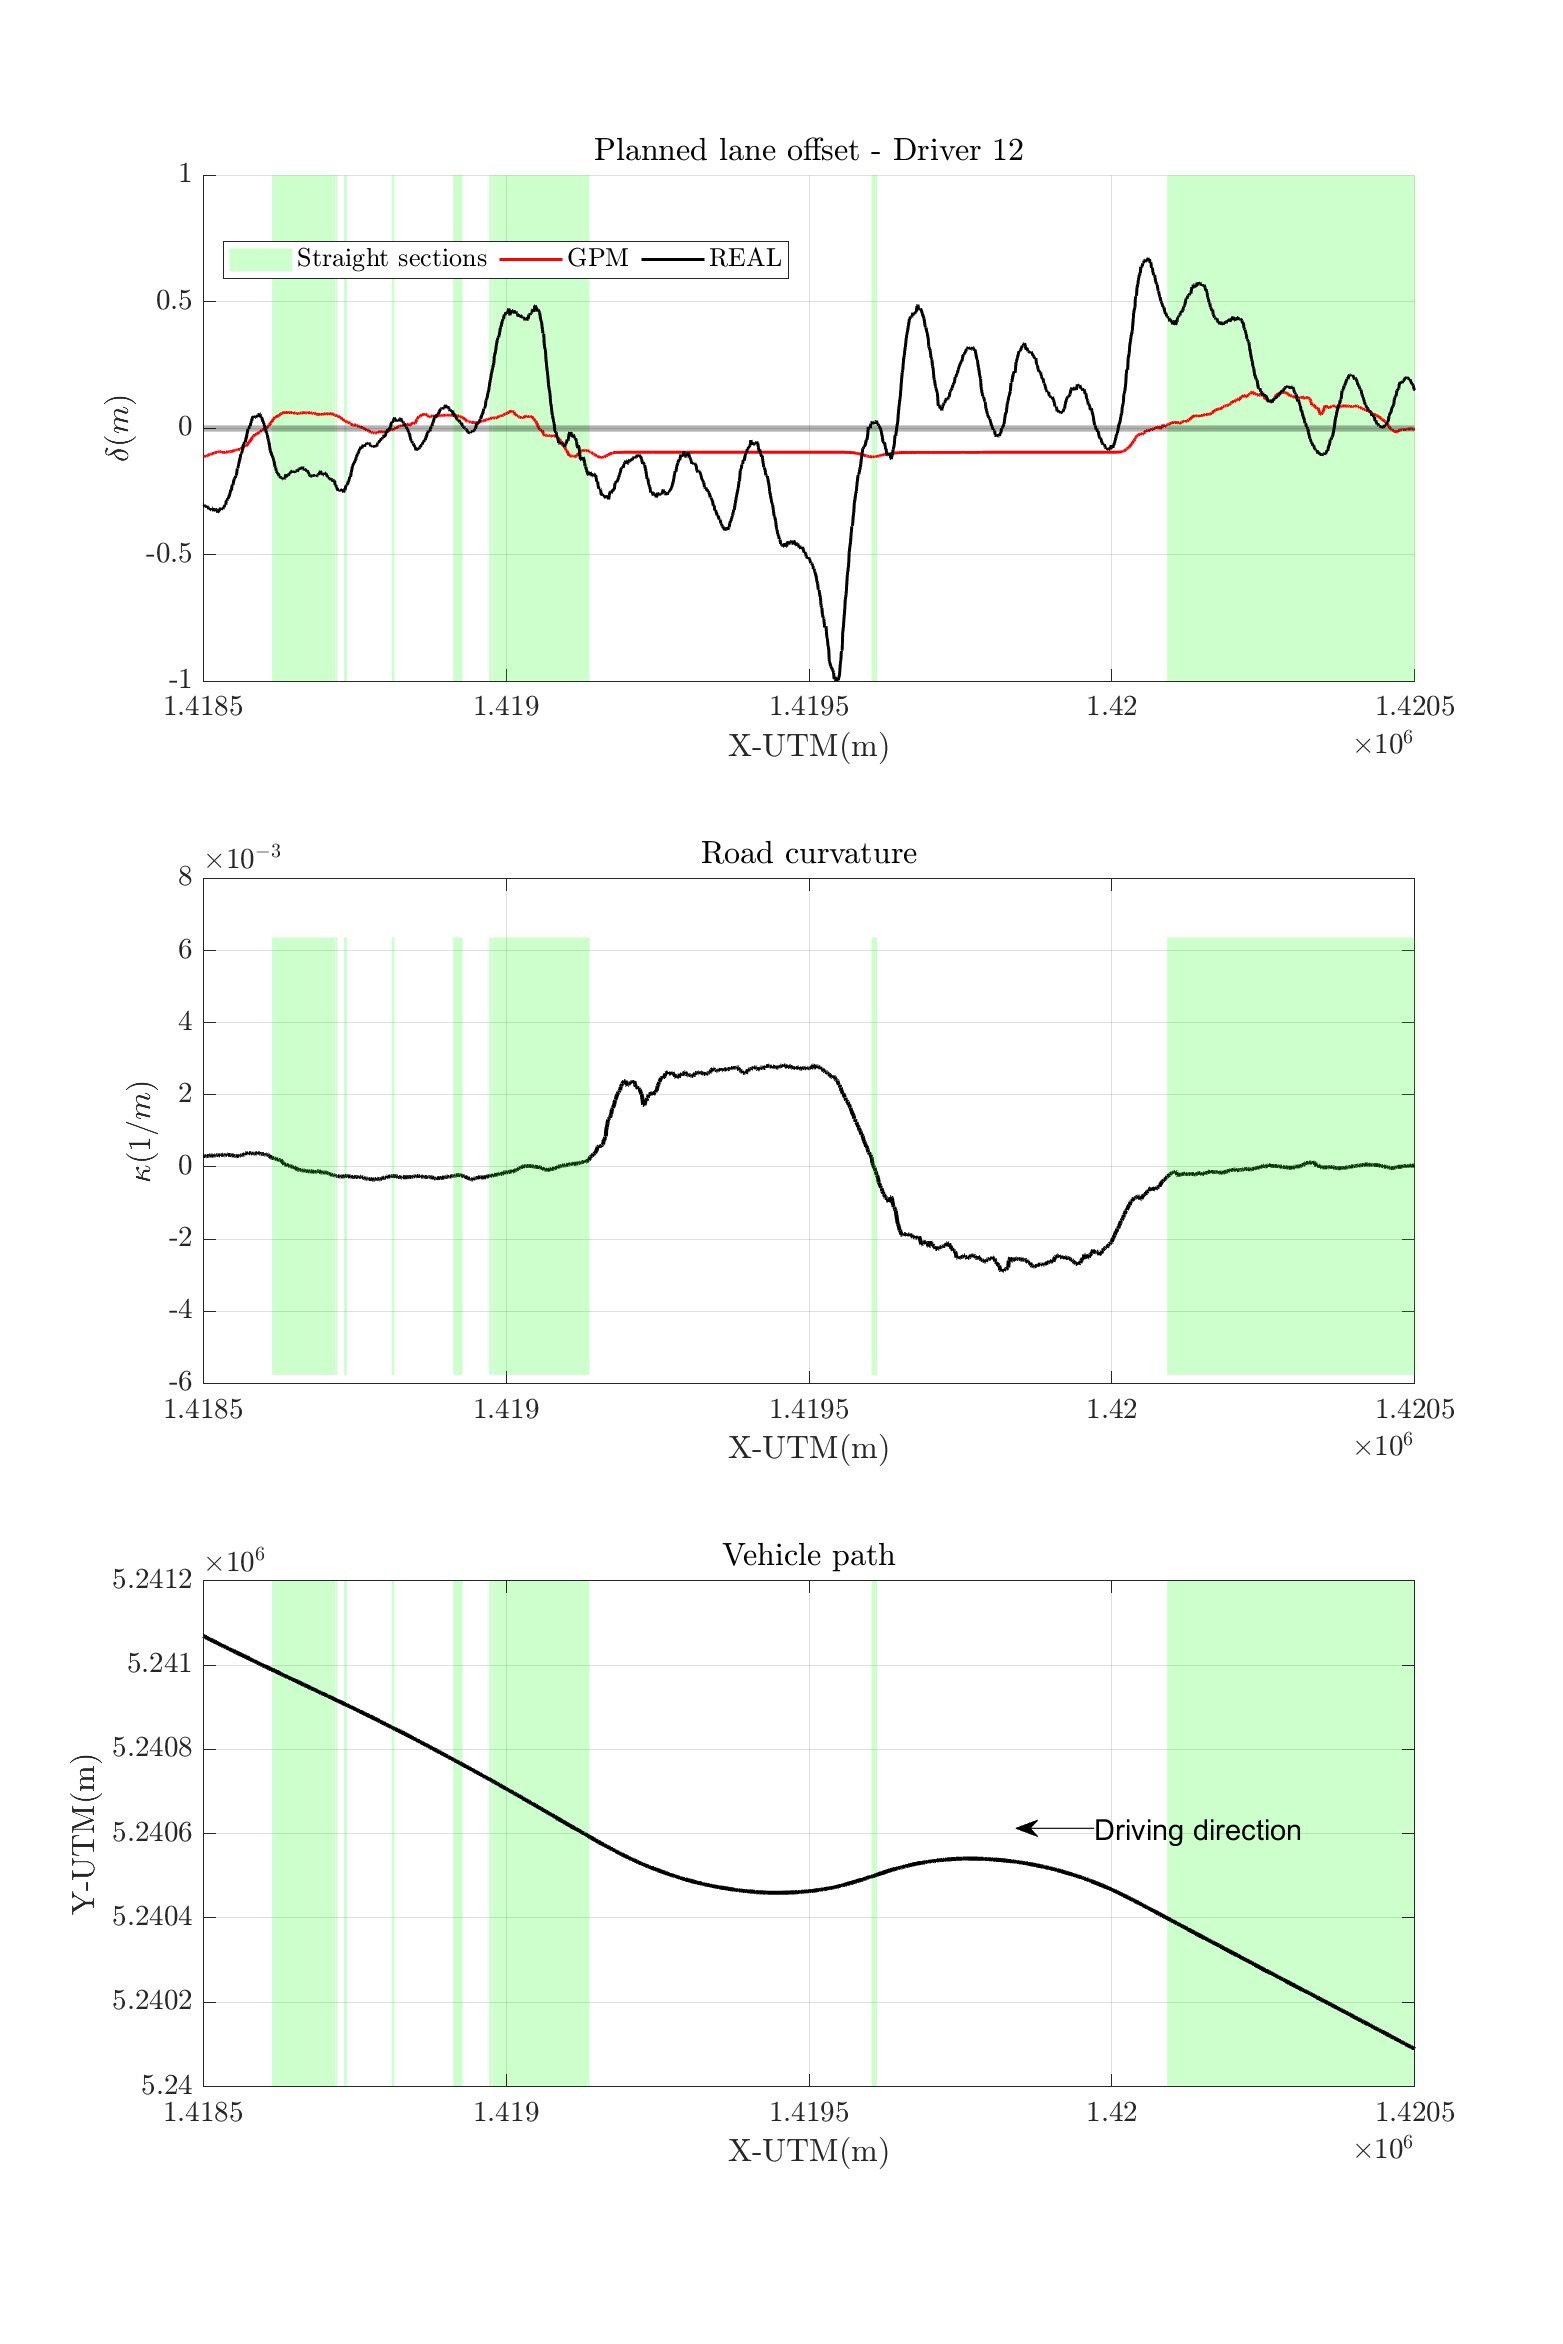 Planned lane offset - Driver 12
1
0.5
0
-0.5
-1
δ(m)
Straight sections GPM REAL
1.4185 1.419 1.4195 1.42 1.4205
X-UTM(m)
×10⁶
Road curvature
×10⁻³
8
6
4
2
0
-2
-4
-6
κ(1/m)
1.4185 1.419 1.4195 1.42 1.4205
X-UTM(m)
×10⁶
Vehicle path
×10⁶
5.2412
5.241
5.2408
5.2406
5.2404
5.2402
5.24
Y-UTM(m)
Driving direction
1.4185 1.419 1.4195 1.42 1.4205
X-UTM(m)
×10⁶